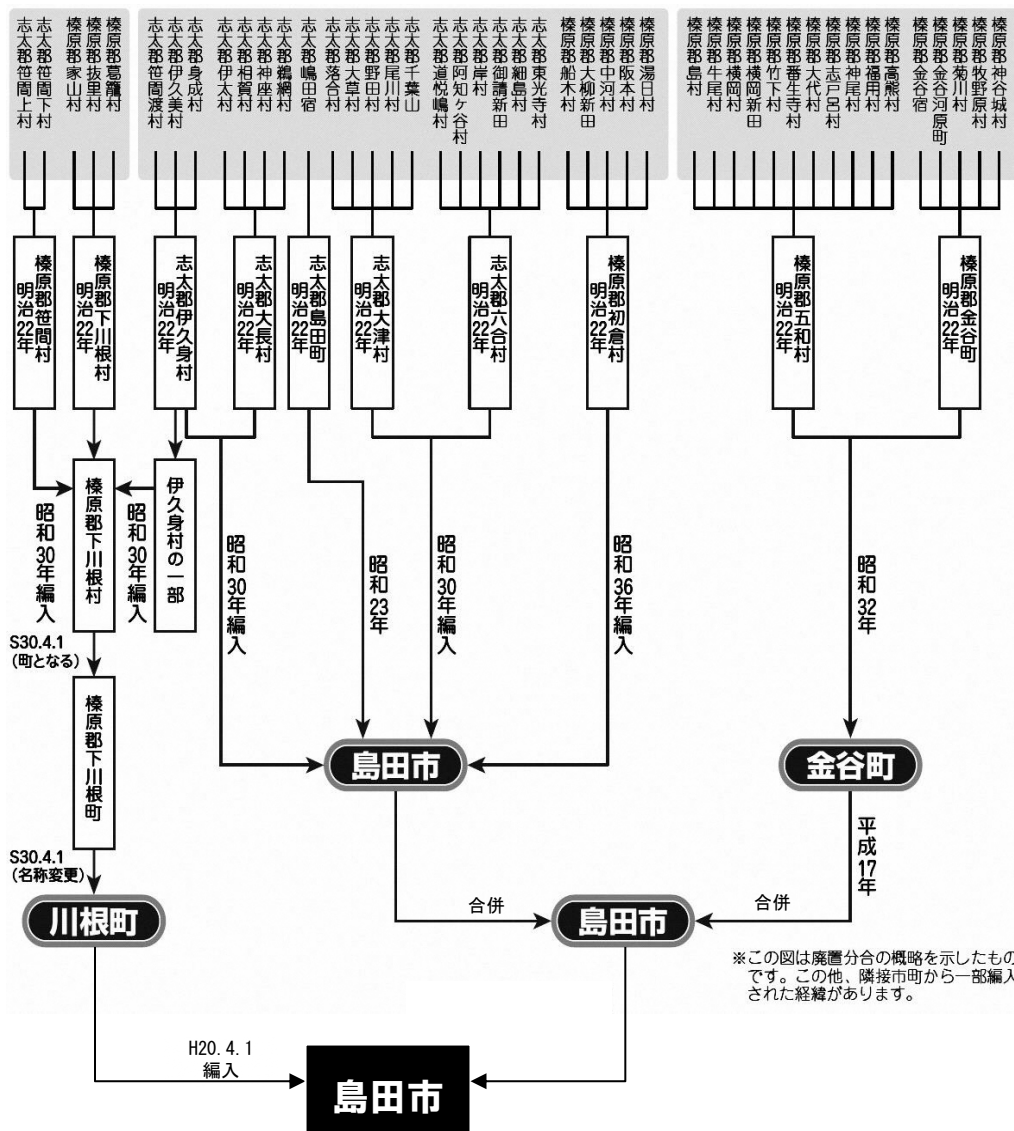 志太郡笹間上村
志太郡笹間下村
榛原郡家山村
榛原郡抜里村
榛原郡葛籠村
志太郡笹間渡村
志太郡伊久美村
志太郡身成村
志太郡伊太村
志太郡相賀村
志太郡神座村
志太郡鵜網村
志太郡嶋田宿
志太郡落合村
志太郡大草村
志太郡野田村
志太郡尾川村
志太郡千葉山
志太郡道悦嶋村
志太郡阿知ヶ谷村
志太郡岸村
志太郡御請新田
志太郡細島村
志太郡東光寺村
榛原郡船木村
榛原郡大柳新田
榛原郡中河村
榛原郡阪本村
榛原郡湯日村
榛原郡島村
榛原郡牛尾村
榛原郡横岡村
榛原郡横岡新田
榛原郡竹下村
榛原郡番生寺村
榛原郡大代村
榛原郡志戸呂村
榛原郡神尾村
榛原郡福用村
榛原郡高熊村
榛原郡金谷宿
榛原郡金谷河原町
榛原郡菊川村
榛原郡牧野原村
榛原郡神谷城村
榛原郡笹間村
明治22年
榛原郡下川根村
明治22年
志太郡伊久身村
明治22年
志太郡大長村
明治22年
志太郡島田町
明治22年
志太郡大津村
明治22年
志太郡六合村
明治22年
榛原郡初倉村
明治22年
榛原郡五和村
明治22年
榛原郡金谷町
明治22年
昭和30年編入
榛原郡下川根村
昭和30年編入
伊久身村の一部
昭和30年編入
昭和23年
昭和30年編入
昭和36年編入
昭和32年
S30.4.1
(町となる)
榛原郡下川根町
S30.4.1
(名称変更)
島田市
金谷町
平成17年
川根町
合併
島田市
合併
※この図は廃置分合の概略を示したもの
です。この他、隣接市町から一部編入
された経緯があります。
H20.4.1
編入
島田市